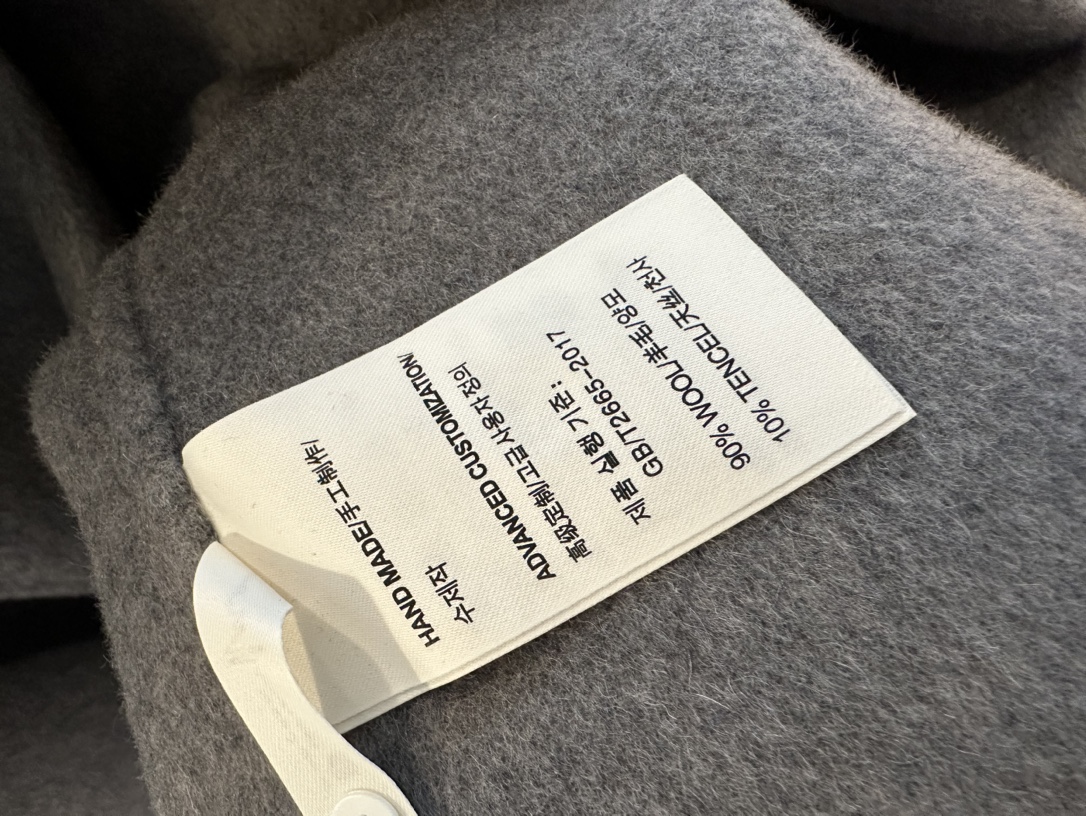 HAND MADE/手工制作/
수제작
ADVANCED CUSTOMIZATION/
高级定制/고급 사용자 정의
제품 실행 기준: 
GB/T2665-2017
90% WOOL/羊毛/양모
10% TENCEL/天丝/천사